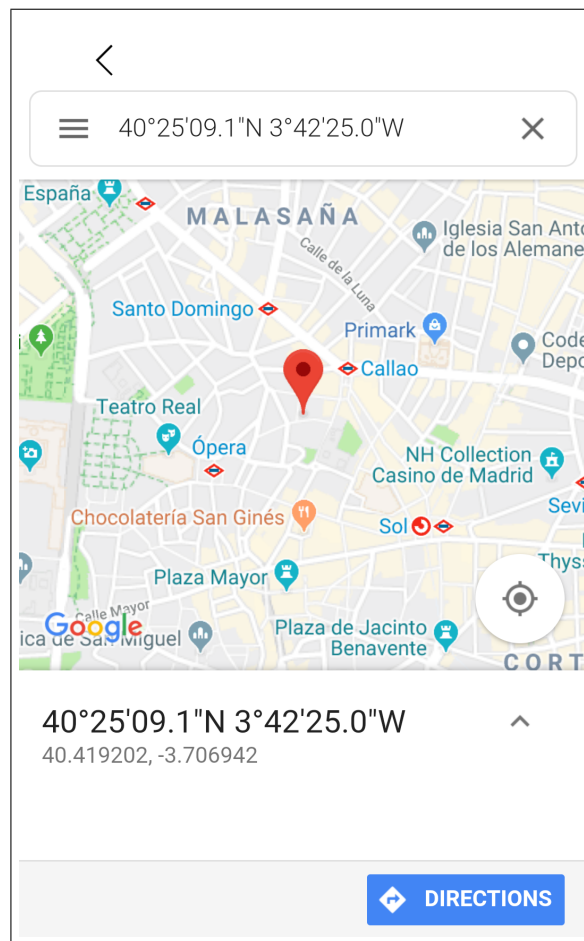 40°25'09.1"N 3°42'25.0"W
España
MALASAÑA
Iglesia San Anto
de los Alemane
Calle de la Luna
Santo Domingo
Primark
Code
Depo
i
Callao
Teatro Real
Ópera
NH Collection
Casino de Madrid
Sevi
Chocolatería San Ginés
Sol
Thyss
Plaza Mayor
Calle Mayor
Google
ica de San Miguel
Plaza de Jacinto
Benavente
CORT
40°25'09.1"N 3°42'25.0"W
40.419202, -3.706942
DIRECTIONS